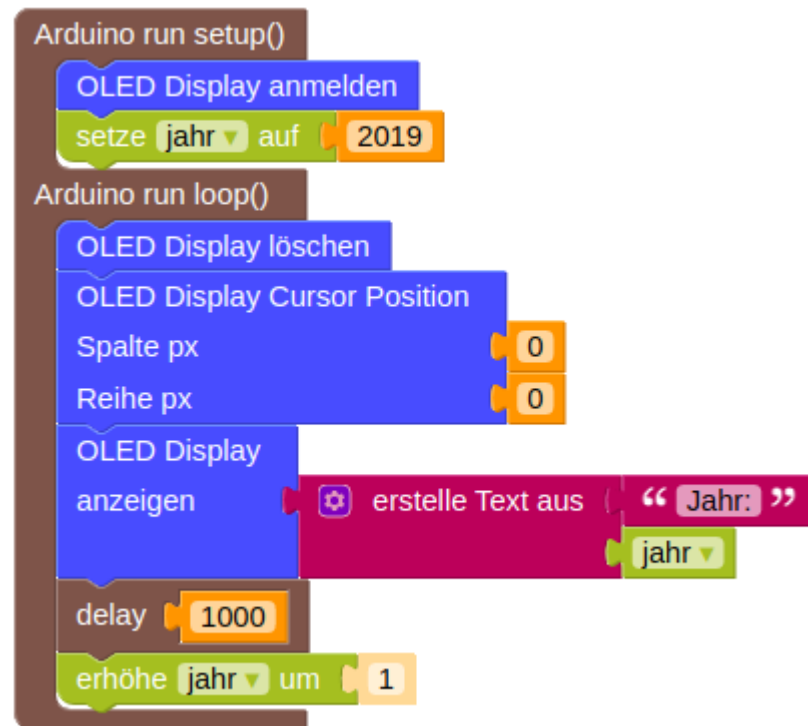 Arduino run setup()
OLED Display anmelden
setze jahr auf 2019
Arduino run loop()
OLED Display löschen
OLED Display Cursor Position
Spalte px 0
Reihe px 0
OLED Display
anzeigen erstelle Text aus “ Jahr: ”
jahr
delay 1000
erhöhe jahr um 1